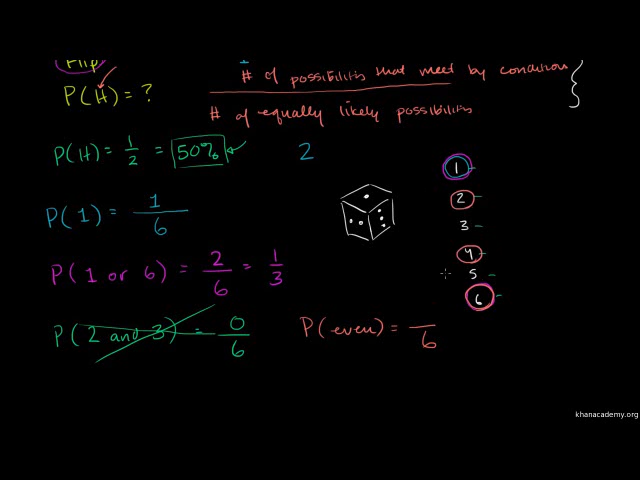 Flip
P(H) = ?
# of possibilities that meet by condition
# of equally likely possibilities
P(H) = 1/2 = 50%
2
P(1) = 1/6
P(1 or 6) = 2/6 = 1/3
P(2 and 3) = 0/6
P(even) = /6
1
2
3
4
5
6
khanacademy.org